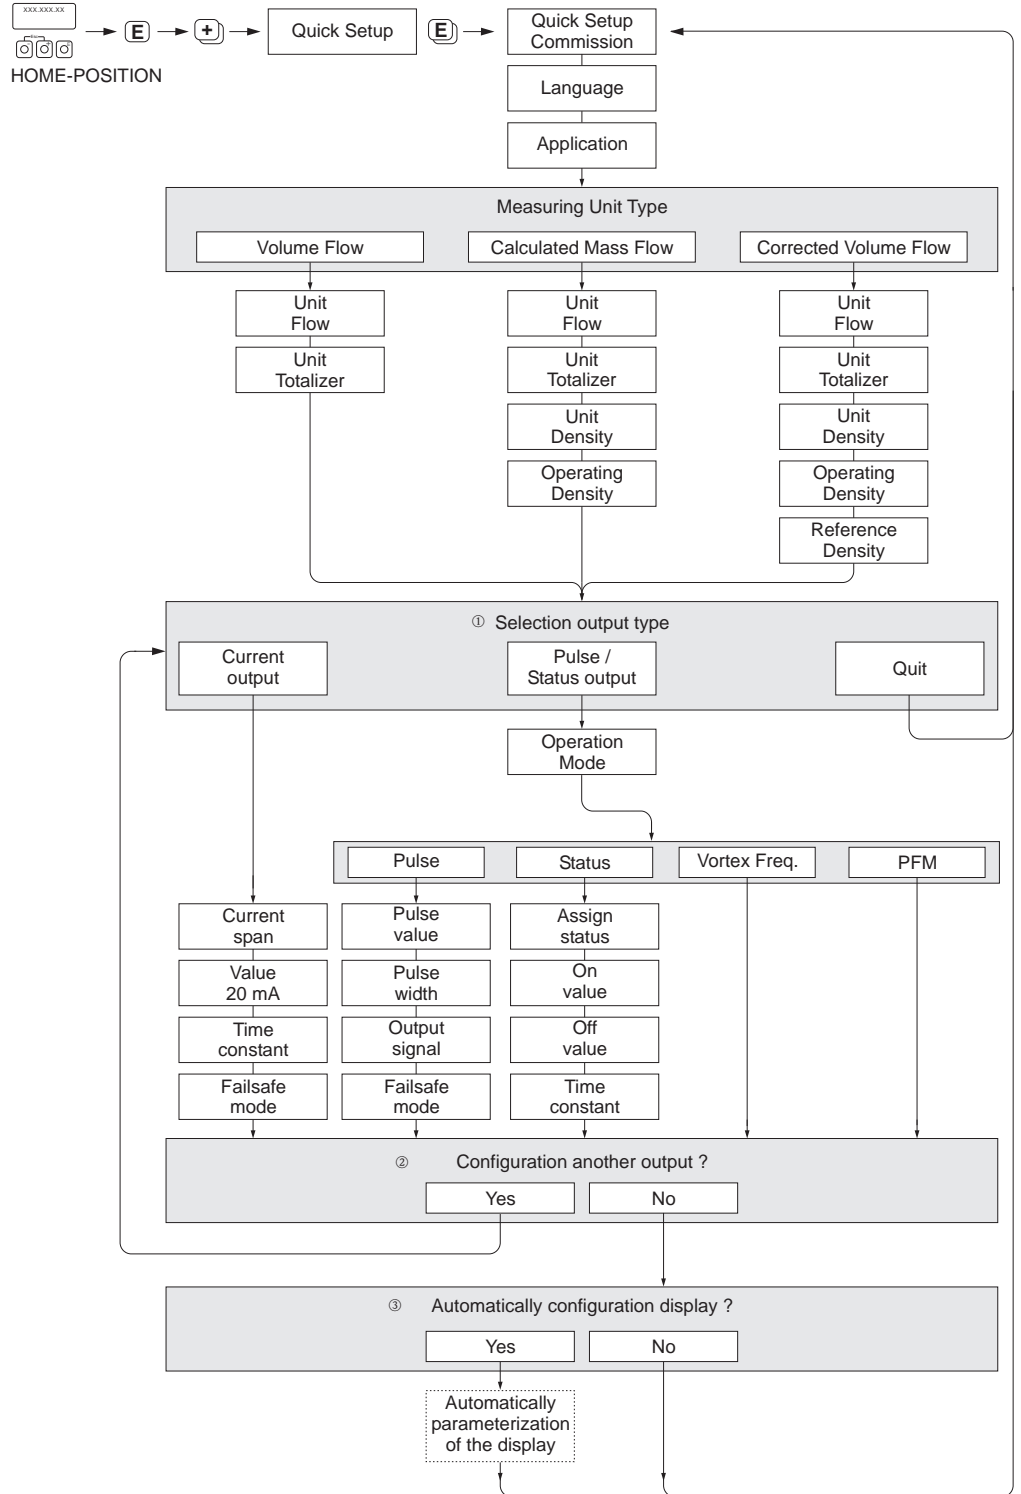 xxx.xxx.xx
Esc
E
+
Quick Setup
E
Quick Setup
Commission
HOME-POSITION
Language
Application
Measuring Unit Type
Volume Flow
Calculated Mass Flow
Corrected Volume Flow
Unit
Flow
Unit
Totalizer
Unit
Flow
Unit
Totalizer
Unit
Density
Operating
Density
Unit
Flow
Unit
Totalizer
Unit
Density
Operating
Density
Reference
Density
① Selection output type
Current
output
Pulse /
Status output
Quit
Operation
Mode
Pulse
Status
Vortex Freq.
PFM
Current
span
Value
20 mA
Time
constant
Failsafe
mode
Pulse
value
Pulse
width
Output
signal
Failsafe
mode
Assign
status
On
value
Off
value
Time
constant
② Configuration another output ?
Yes
No
③ Automatically configuration display ?
Yes
No
Automatically
parameterization
of the display